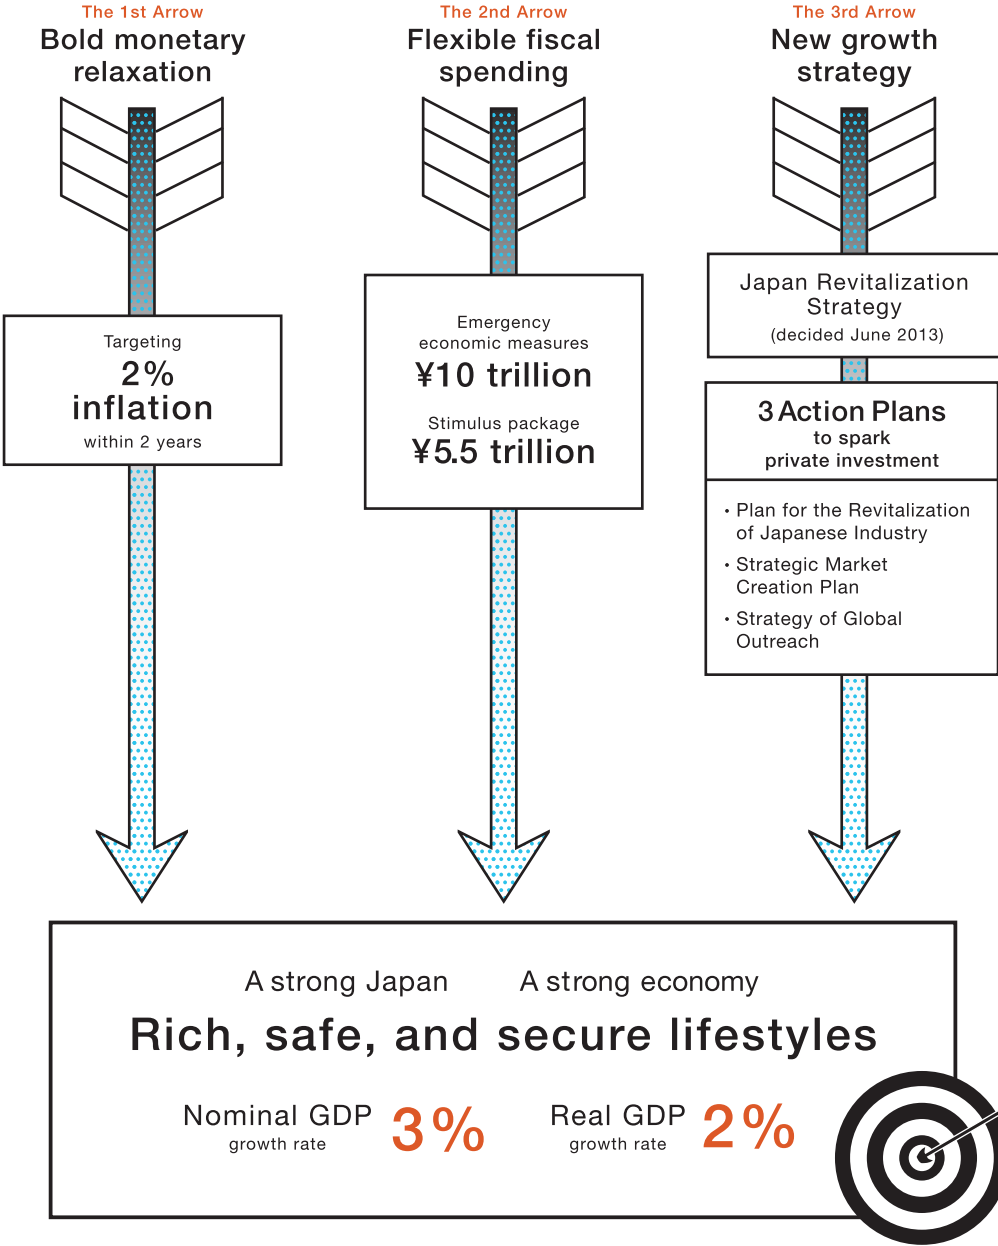 The 1st Arrow
Bold monetary
relaxation
Targeting
2%
inflation
within 2 years
The 2nd Arrow
Flexible fiscal
spending
Emergency
economic measures
¥10 trillion
Stimulus package
¥5.5 trillion
The 3rd Arrow
New growth
strategy
Japan Revitalization
Strategy
(decided June 2013)
3 Action Plans
to spark
private investment
・Plan for the Revitalization
of Japanese Industry
・Strategic Market
Creation Plan
・Strategy of Global
Outreach
A strong Japan A strong economy
Rich, safe, and secure lifestyles
Nominal GDP
growth rate
3%
Real GDP
growth rate
2%